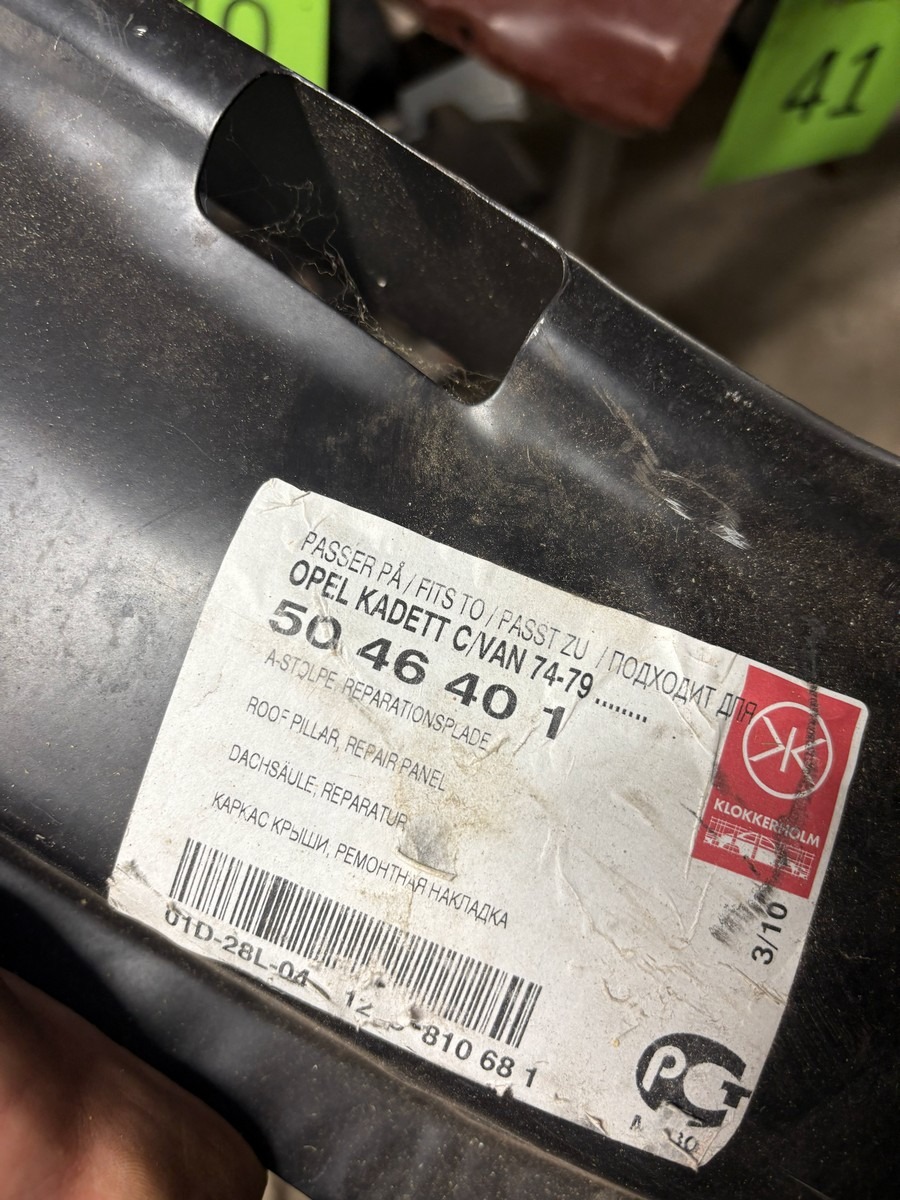 41
PASSER PÅ / FITS TO / PASST ZU / ПОДХОДИТ ДЛЯ
OPEL KADETT C/VAN 74-79 ........
50 46 40 1
A-STOLPE, REPARATIONSPLADE
ROOF PILLAR, REPAIR PANEL
DACHSÄULE, REPARATUR
КАРКАС КРЫШИ, РЕМОНТНАЯ НАКЛАДКА
KLOKKERHOLM
3/10
01D-28L-04
-810 68 1
РСТ